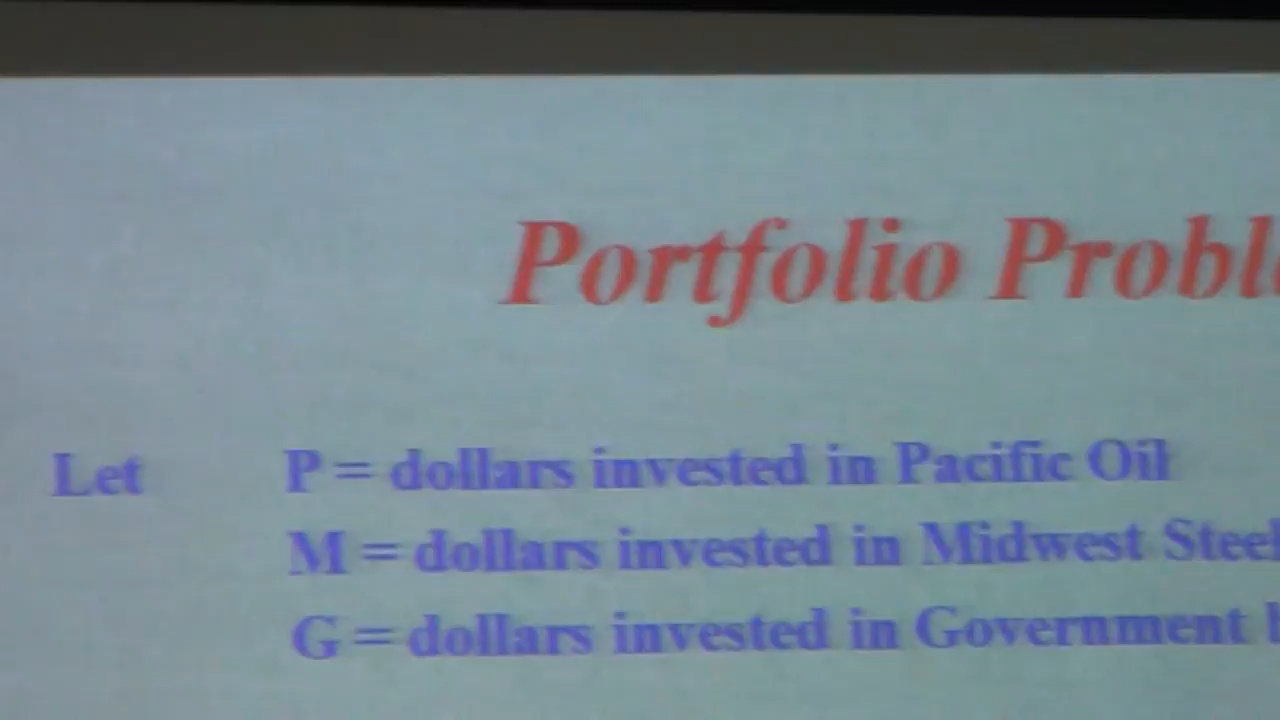 Portfolio Probl
Let P = dollars invested in Pacific Oil
M = dollars invested in Midwest Steel
G = dollars invested in Government